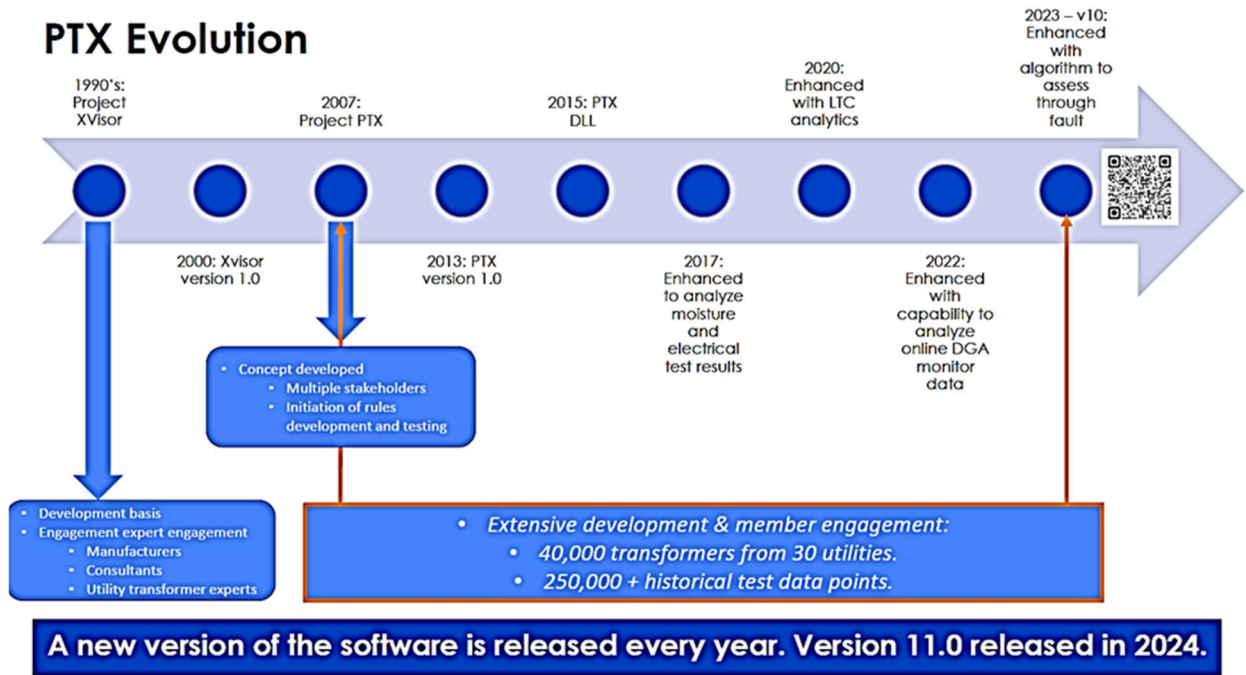 PTX Evolution
1990's:
Project
XVisor
2000: Xvisor
version 1.0
2007:
Project PTX
2013: PTX
version 1.0
2015: PTX
DLL
2017:
Enhanced
to analyze
moisture
and
electrical
test results
2020:
Enhanced
with LTC
analytics
2022:
Enhanced
with
capability to
analyze
online DGA
monitor
data
2023 – v10:
Enhanced
with
algorithm to
assess
through
fault
• Concept developed
• Multiple stakeholders
• Initiation of rules
development and testing
• Development basis
• Engagement expert engagement
• Manufacturers
• Consultants
• Utility transformer experts
• Extensive development & member engagement:
• 40,000 transformers from 30 utilities.
• 250,000 + historical test data points.
A new version of the software is released every year. Version 11.0 released in 2024.